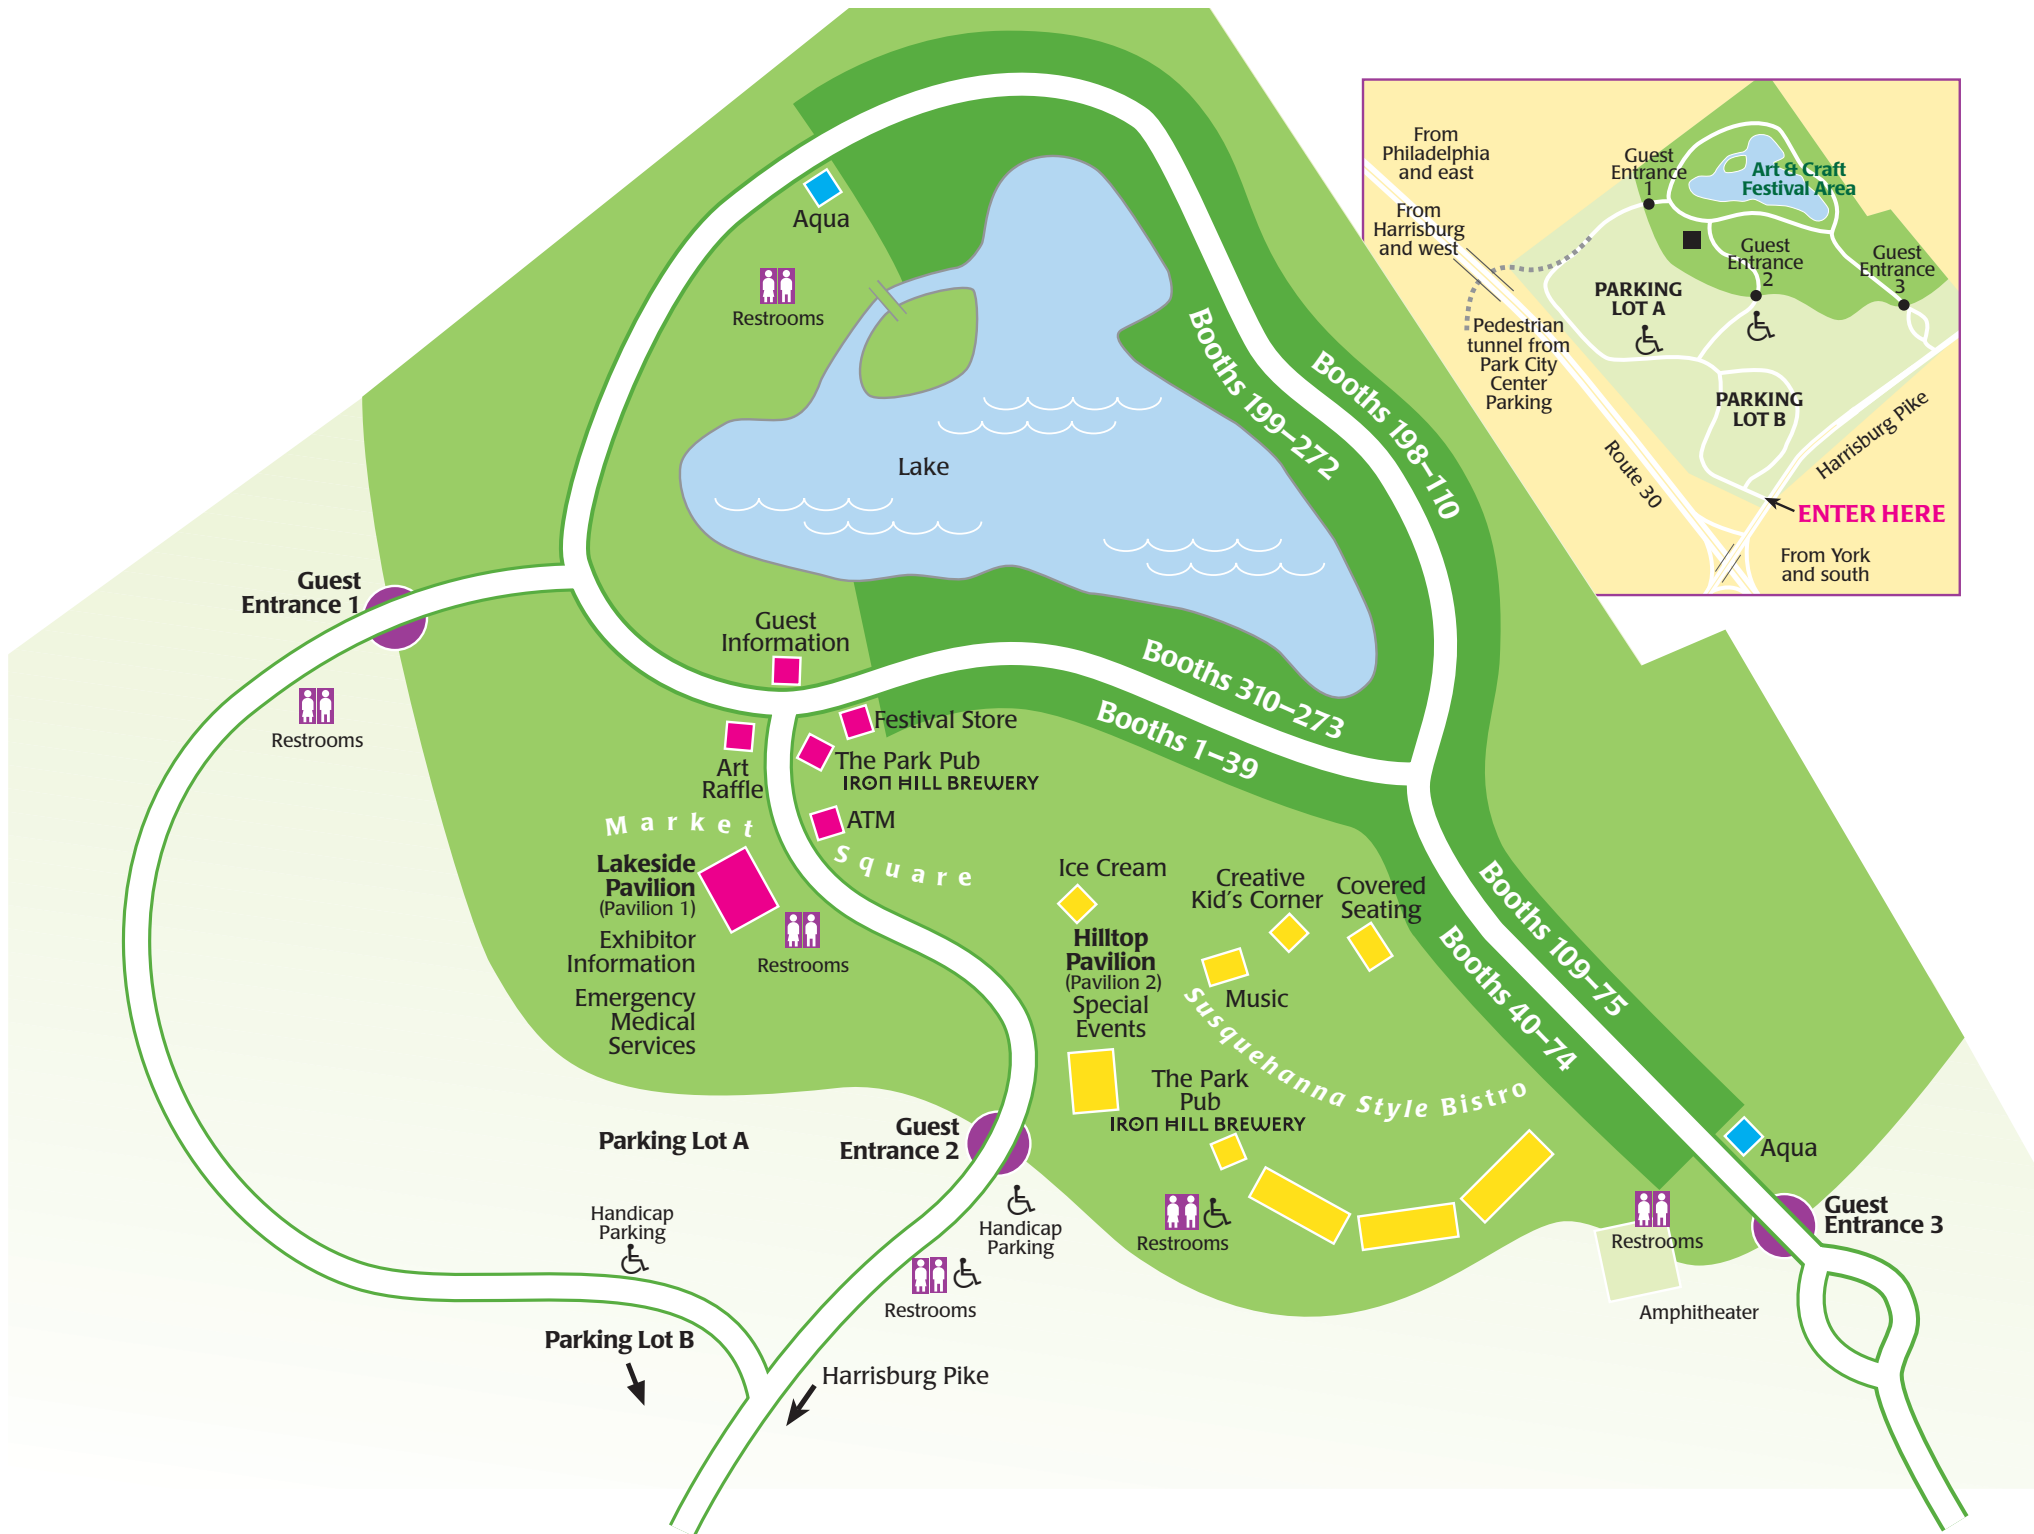 Aqua
Restrooms
Lake
Booths 199–272
Booths 198–110
Guest
Entrance 1
Restrooms
Guest
Information
Booths 310–273
Booths 1–39
Festival Store
The Park Pub
IRON HILL BREWERY
Art
Raffle
ATM
Market
Square
Lakeside
Pavilion
(Pavilion 1)
Exhibitor
Information
Emergency
Medical
Services
Restrooms
Ice Cream
Hilltop
Pavilion
(Pavilion 2)
Special
Events
Creative
Kid's Corner
Covered
Seating
Music
Susquehanna Style Bistro
The Park
Pub
IRON HILL BREWERY
Booths 109–75
Booths 40–74
Aqua
Guest
Entrance 3
Restrooms
Amphitheater
Restrooms
Guest
Entrance 2
Handicap
Parking
Restrooms
Parking Lot A
Handicap
Parking
Parking Lot B
Harrisburg Pike
From
Philadelphia
and east
From
Harrisburg
and west
Guest
Entrance
1
Art & Craft
Festival Area
Guest
Entrance
2
Guest
Entrance
3
PARKING
LOT A
Pedestrian
tunnel from
Park City
Center
Parking
PARKING
LOT B
Route 30
Harrisburg Pike
ENTER HERE
From York
and south